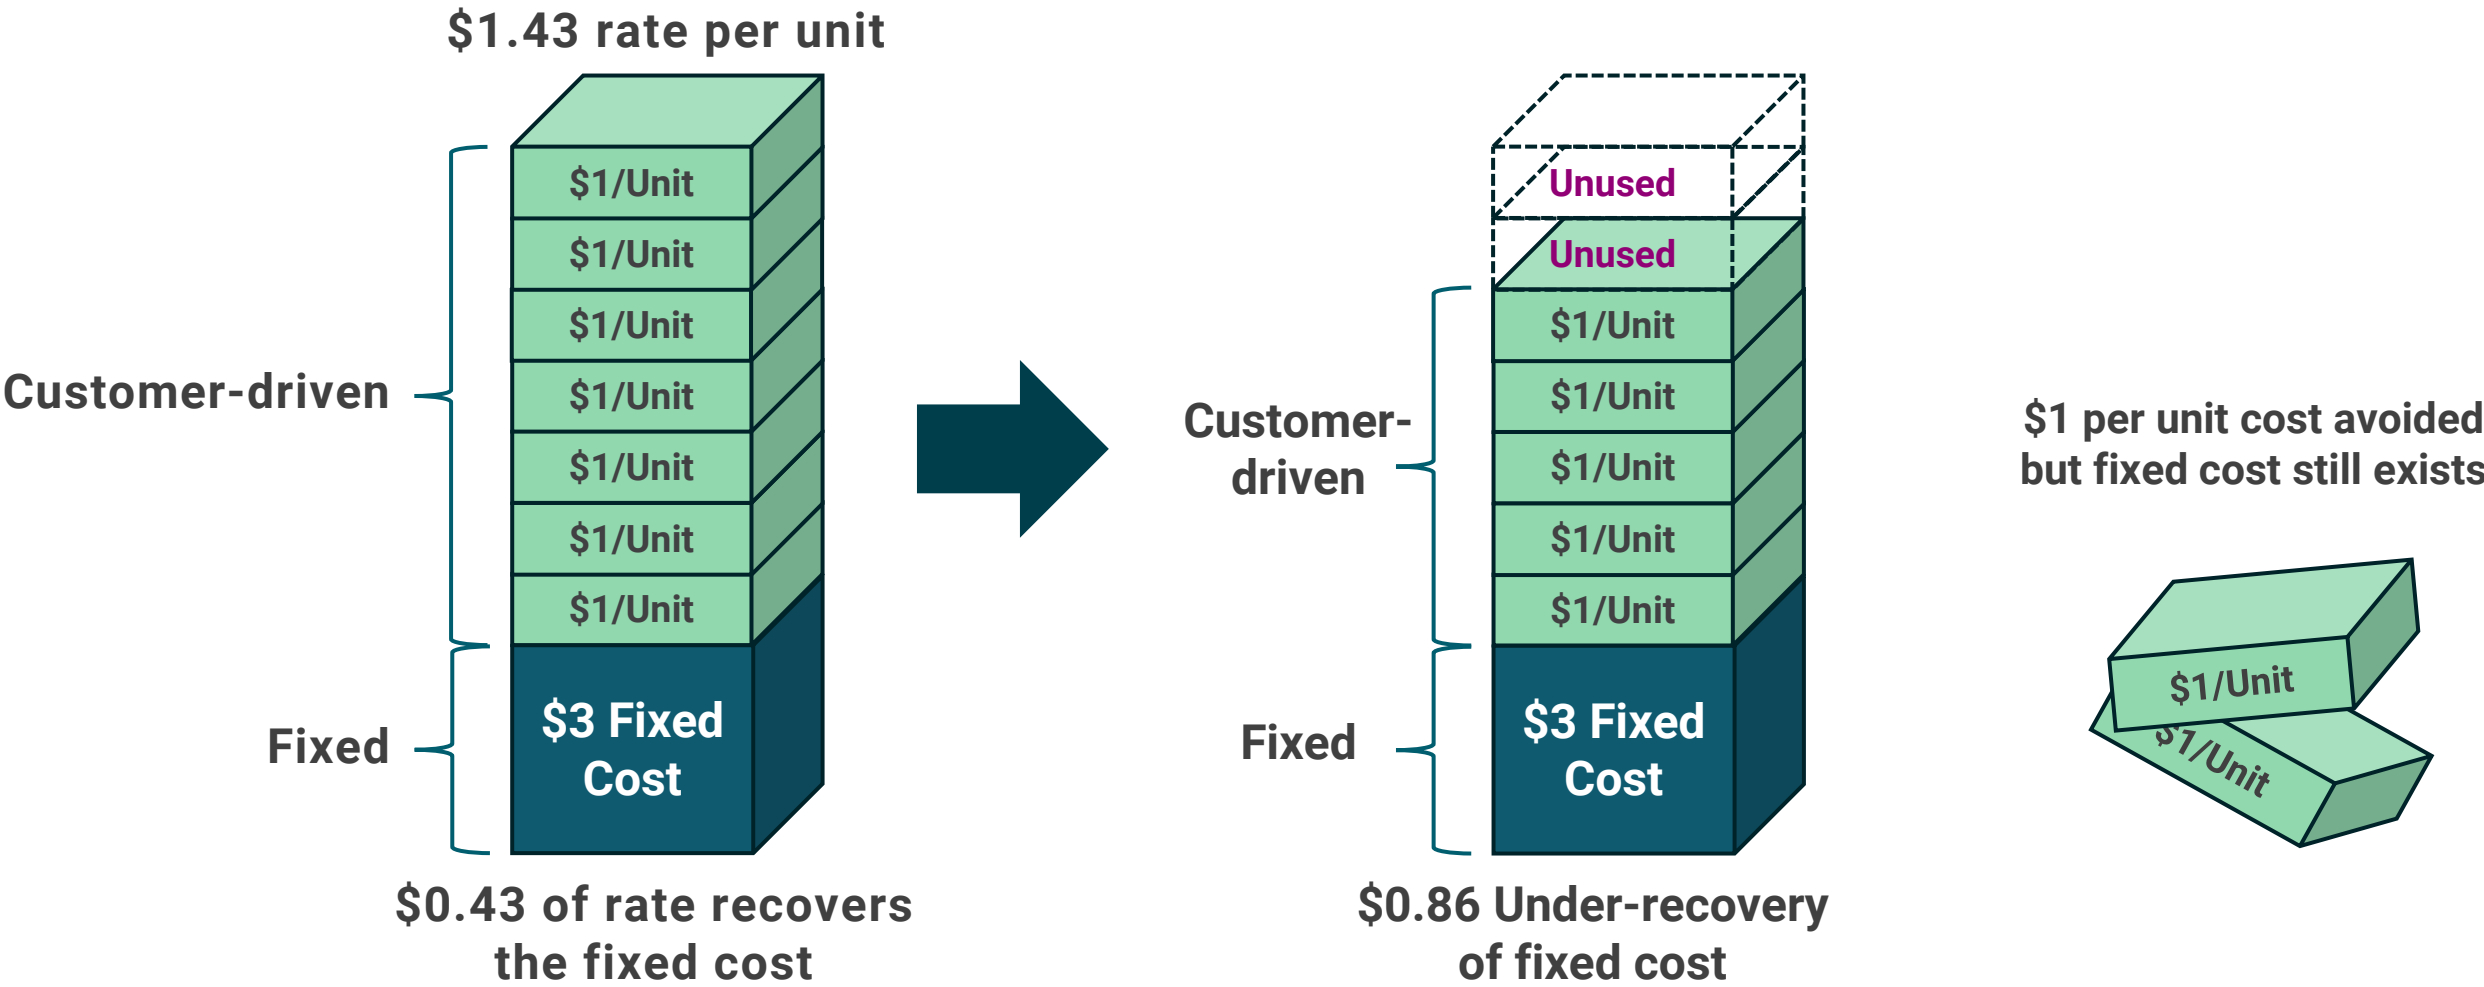 $1.43 rate per unit
$1/Unit
$1/Unit
$1/Unit
$1/Unit
$1/Unit
$1/Unit
$1/Unit
Customer-driven
Fixed
$3 Fixed
Cost
$0.43 of rate recovers
the fixed cost
Unused
Unused
$1/Unit
$1/Unit
$1/Unit
$1/Unit
$1/Unit
Customer-
driven
Fixed
$3 Fixed
Cost
$0.86 Under-recovery
of fixed cost
$1 per unit cost avoided
but fixed cost still exists
$1/Unit
$1/Unit